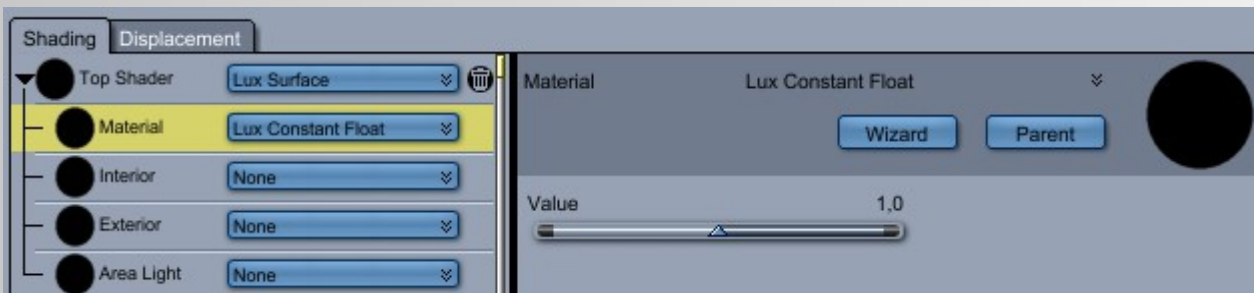 Shading Displacement
Top Shader Lux Surface
Material Lux Constant Float
Interior None
Exterior None
Area Light None
Material Lux Constant Float
Wizard Parent
Value 1,0